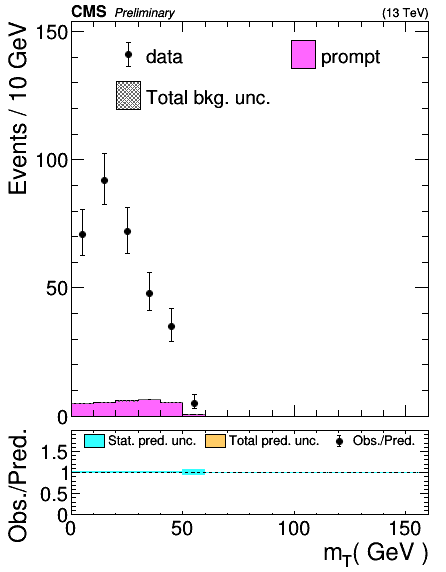 CMS Preliminary (13 TeV)
Events / 10 GeV
150
100
50
0
data
prompt
Total bkg. unc.
Obs./Pred.
1.5
1
0.5
0
Stat. pred. unc. Total pred. unc. Obs./Pred.
0 50 100 150
m_T( GeV )